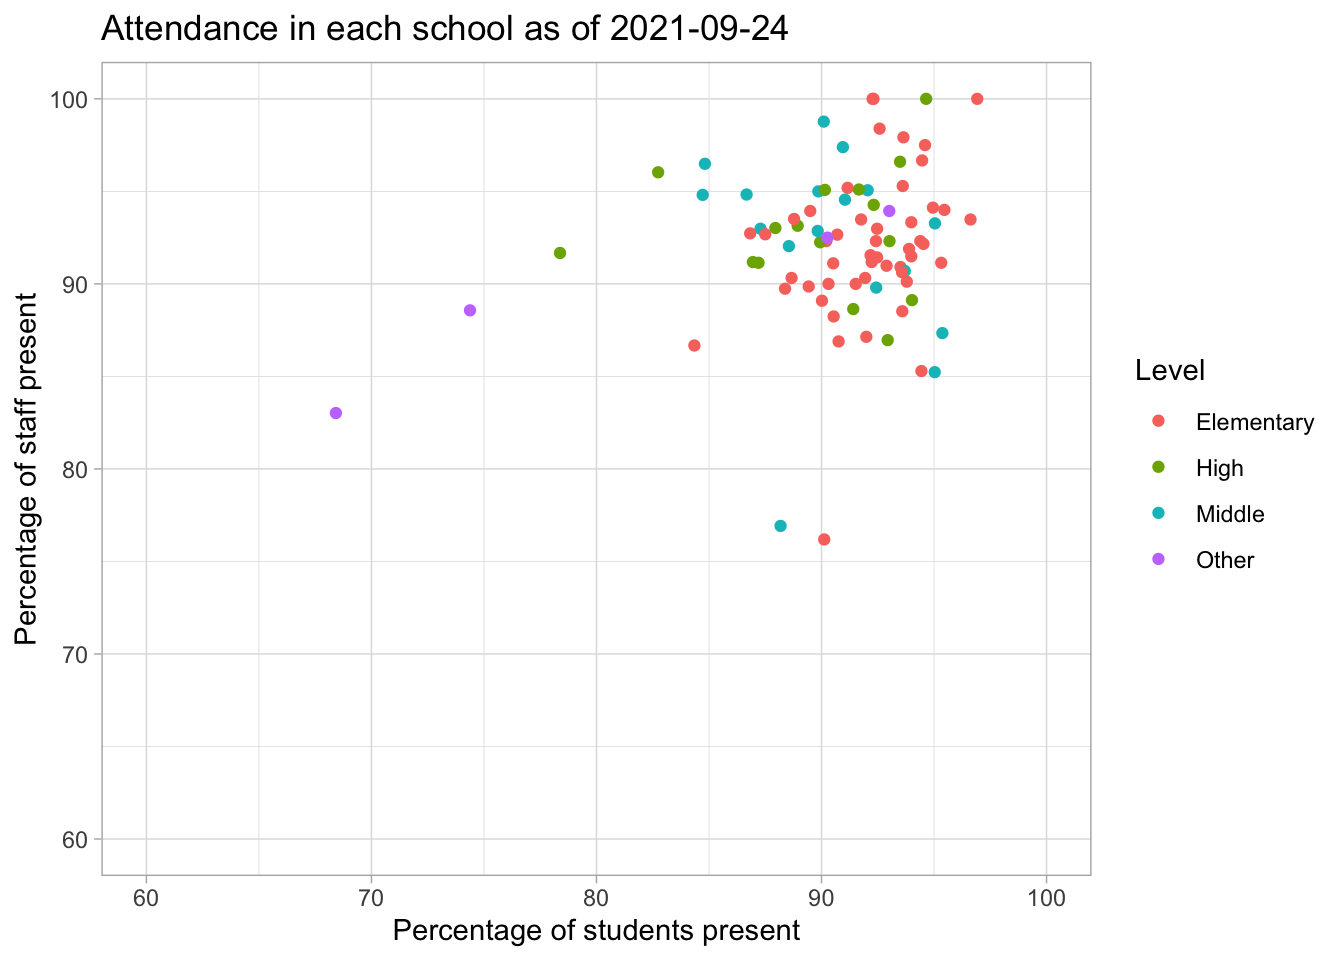 Attendance in each school as of 2021-09-24
Percentage of staff present
100
90
80
70
60
60 70 80 90 100
Percentage of students present
Level
Elementary
High
Middle
Other